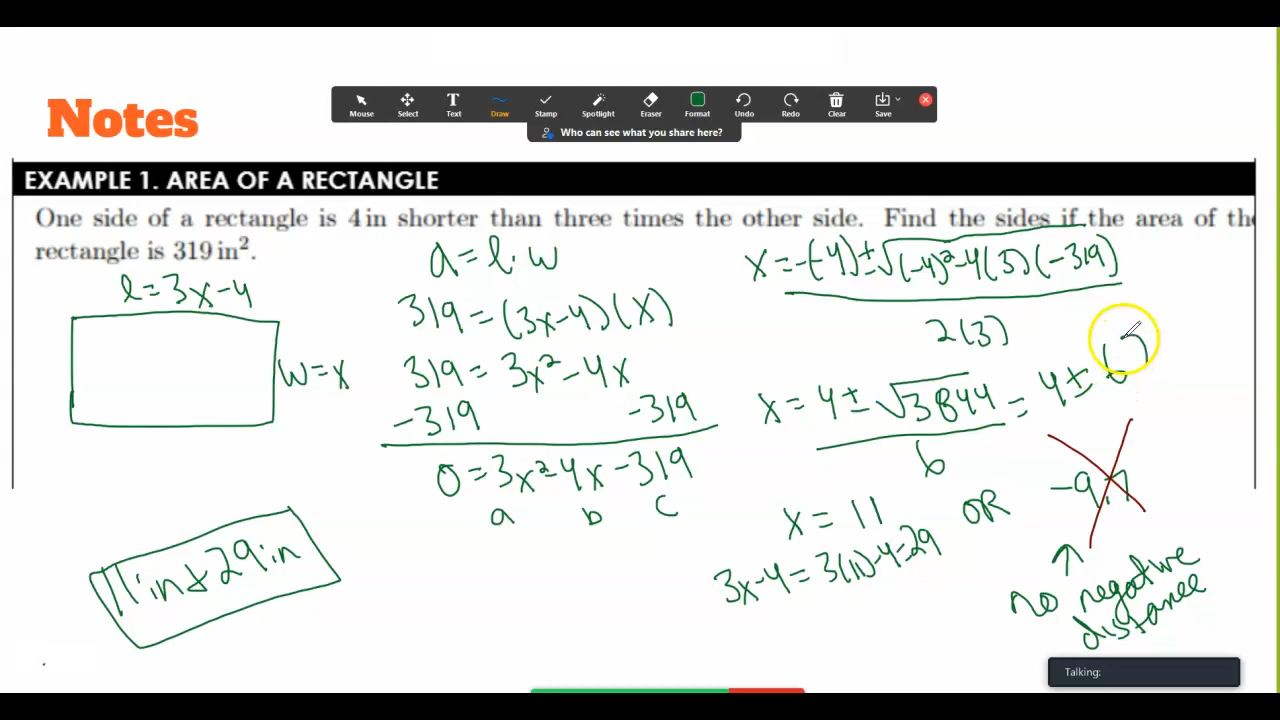 Notes
Mouse Select Text Draw Stamp Spotlight Eraser Format Undo Redo Clear Save
Who can see what you share here?
EXAMPLE 1. AREA OF A RECTANGLE
One side of a rectangle is 4 in shorter than three times the other side. Find the sides if the area of the
rectangle is 319 in².
l = 3x - 4
w = x
a = l · w
319 = (3x - 4)(x)
319 = 3x² - 4x
-319 -319
0 = 3x² - 4x - 319
a b c
x = -(-4) ± √(-4)² - 4(3)(-319)
2(3)
x = 4 ± √3844 = 4 ±
6
x = 11 OR -9.7
3x - 4 = 3(11) - 4 = 29
no negative
distance
11 in & 29 in
Talking: